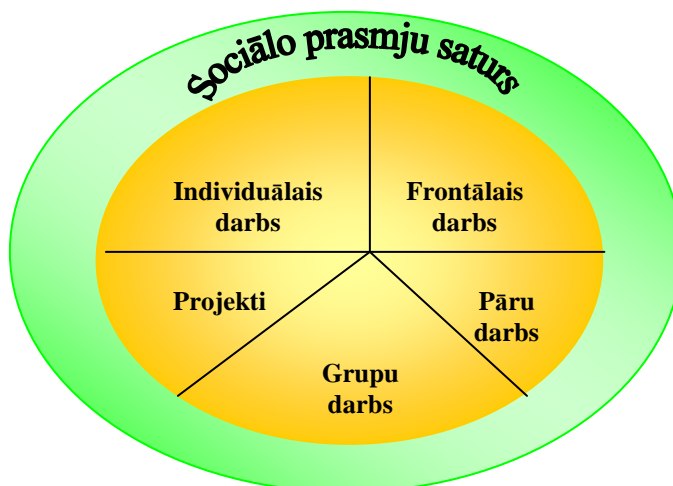 Sociālo prasmju saturs
Individuālais
darbs
Frontālais
darbs
Projekti
Pāru
darbs
Grupu
darbs